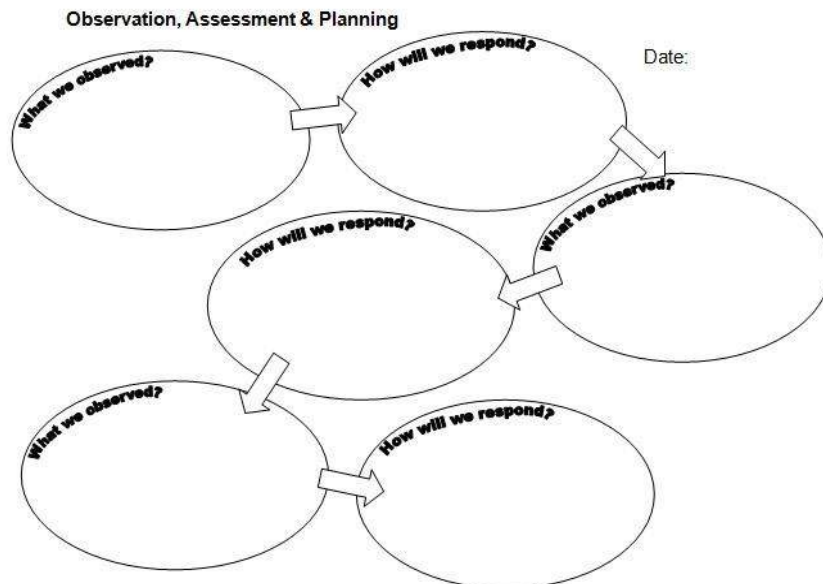 Observation, Assessment & Planning
Date:
What we observed?
How will we respond?
What we observed?
How will we respond?
What we observed?
How will we respond?